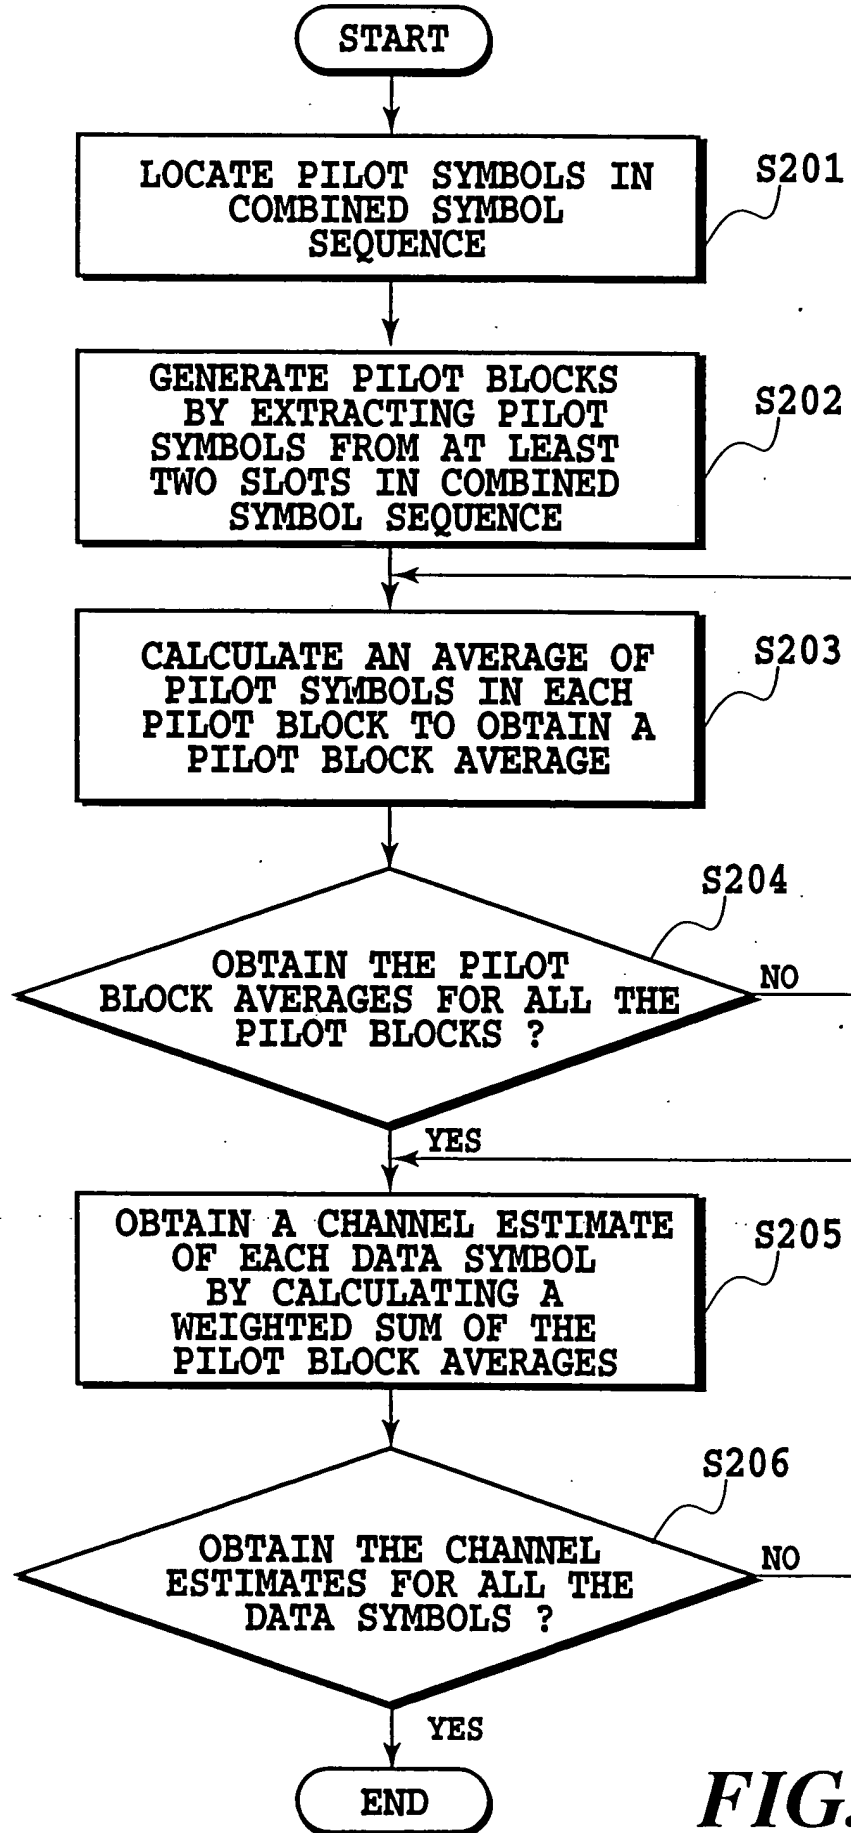 START
LOCATE PILOT SYMBOLS IN
COMBINED SYMBOL
SEQUENCE
S201
GENERATE PILOT BLOCKS
BY EXTRACTING PILOT
SYMBOLS FROM AT LEAST
TWO SLOTS IN COMBINED
SYMBOL SEQUENCE
S202
CALCULATE AN AVERAGE OF
PILOT SYMBOLS IN EACH
PILOT BLOCK TO OBTAIN A
PILOT BLOCK AVERAGE
S203
S204
OBTAIN THE PILOT
BLOCK AVERAGES FOR ALL THE
PILOT BLOCKS ?
NO
YES
OBTAIN A CHANNEL ESTIMATE
OF EACH DATA SYMBOL
BY CALCULATING A
WEIGHTED SUM OF THE
PILOT BLOCK AVERAGES
S205
S206
OBTAIN THE CHANNEL
ESTIMATES FOR ALL THE
DATA SYMBOLS ?
NO
YES
END
FIG.